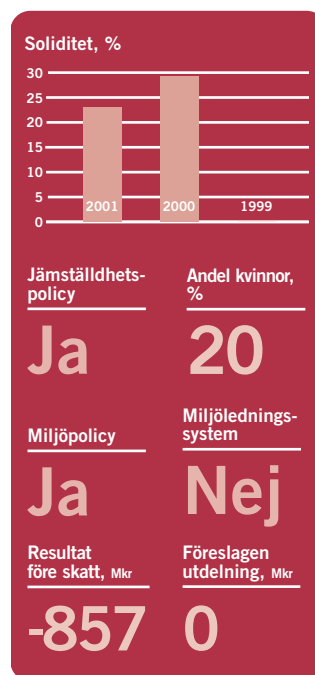 Soliditet, %
30
25
20
15
10
5
0
2001 2000 1999
Jämställdhets-
policy
Ja
Andel kvinnor,
%
20
Miljöpolicy
Ja
Miljölednings-
system
Nej
Resultat
före skatt, Mkr
-857
Föreslagen
utdelning, Mkr
0